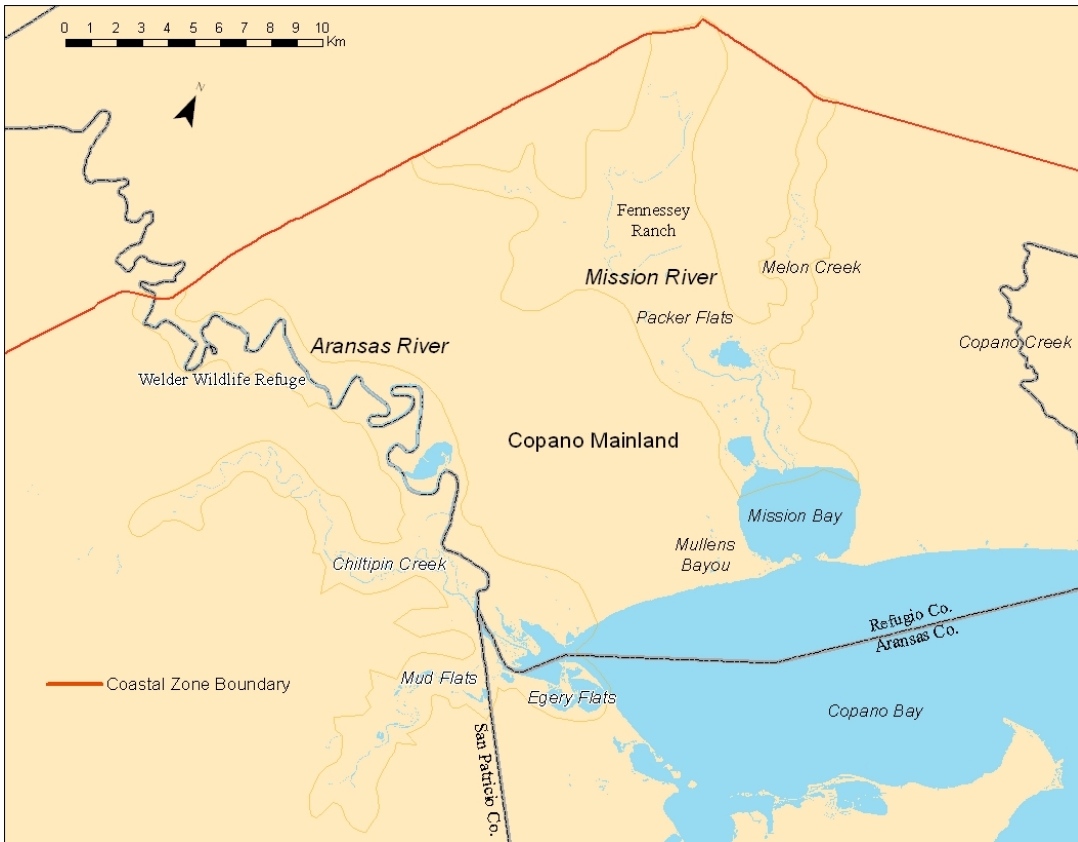 0 1 2 3 4 5 6 7 8 9 10
Km
N
Fennessey
Ranch
Mission River
Melon Creek
Packer Flats
Copano Creek
Aransas River
Welder Wildlife Refuge
Copano Mainland
Mission Bay
Mullens
Bayou
Chiltipin Creek
Refugio Co.
Aransas Co.
Mud Flats
Coastal Zone Boundary
Egery Flats
Copano Bay
San Patricio Co.